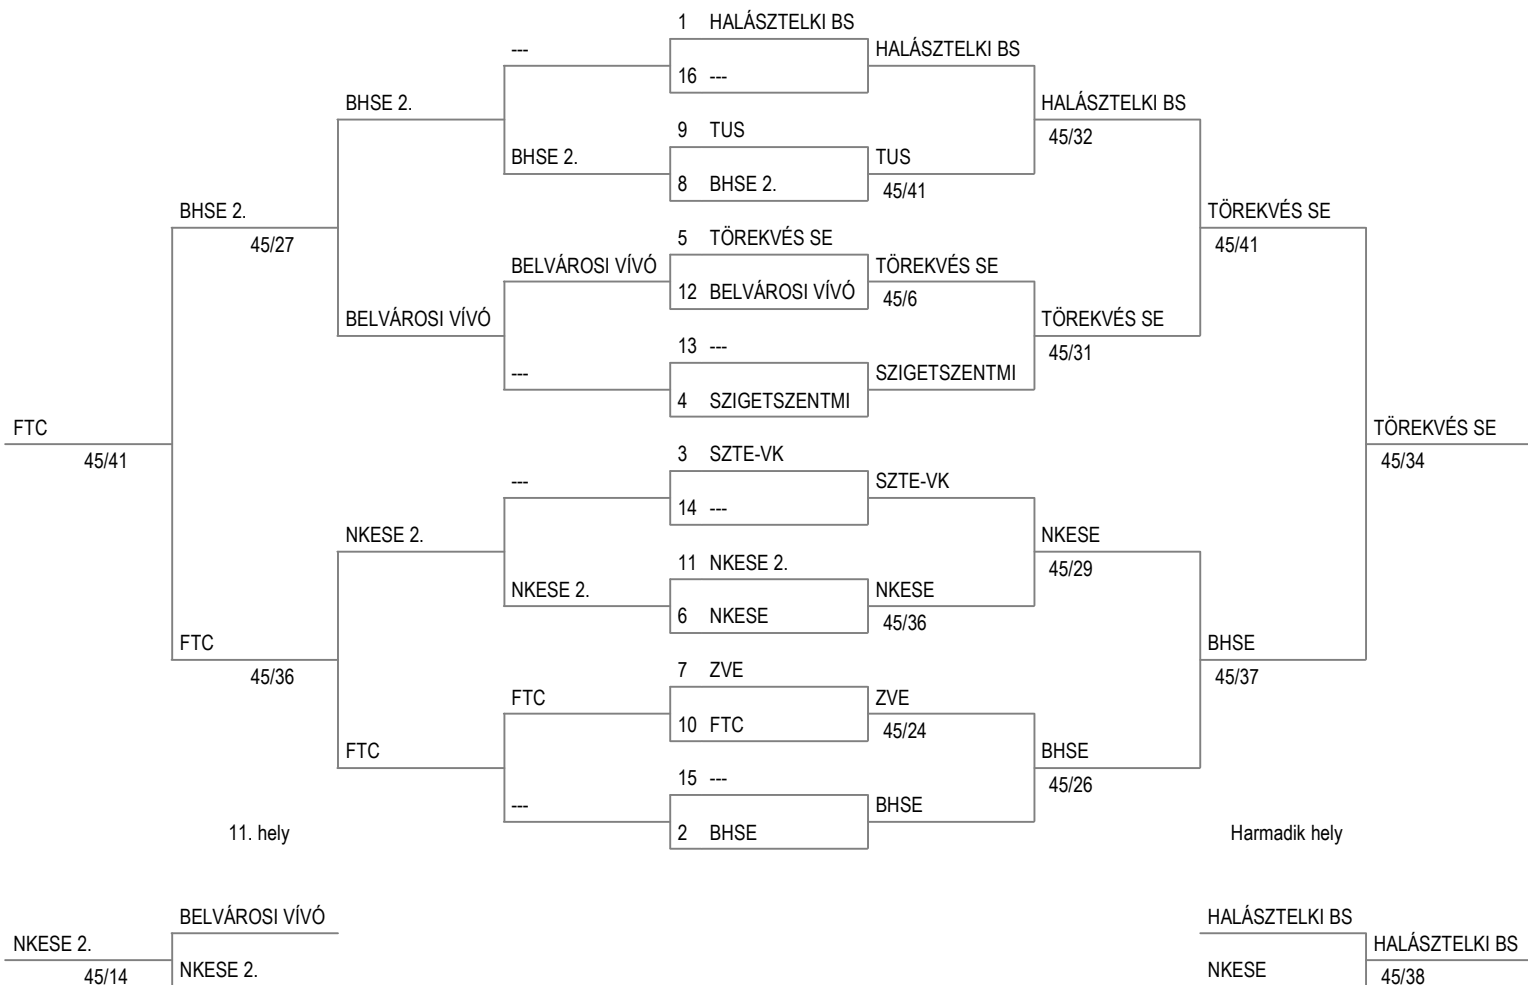 1 HALÁSZTELKI BS
--- HALÁSZTELKI BS
16 ---
BHSE 2. HALÁSZTELKI BS
9 TUS 45/32
BHSE 2. TUS
8 BHSE 2. 45/41
BHSE 2. TÖREKVÉS SE
45/27 5 TÖREKVÉS SE 45/41
BELVÁROSI VÍVÓ TÖREKVÉS SE
12 BELVÁROSI VÍVÓ 45/6
BELVÁROSI VÍVÓ TÖREKVÉS SE
13 --- 45/31
--- SZIGETSZENTMI
4 SZIGETSZENTMI
FTC TÖREKVÉS SE
45/41 3 SZTE-VK 45/34
--- SZTE-VK
14 ---
NKESE 2. NKESE
11 NKESE 2. 45/29
NKESE 2. NKESE
6 NKESE 45/36
FTC BHSE
45/36 7 ZVE 45/37
FTC ZVE
10 FTC 45/24
FTC BHSE
15 --- 45/26
--- BHSE
11. hely 2 BHSE Harmadik hely
BELVÁROSI VÍVÓ HALÁSZTELKI BS
NKESE 2. HALÁSZTELKI BS
45/14 NKESE 2. NKESE 45/38